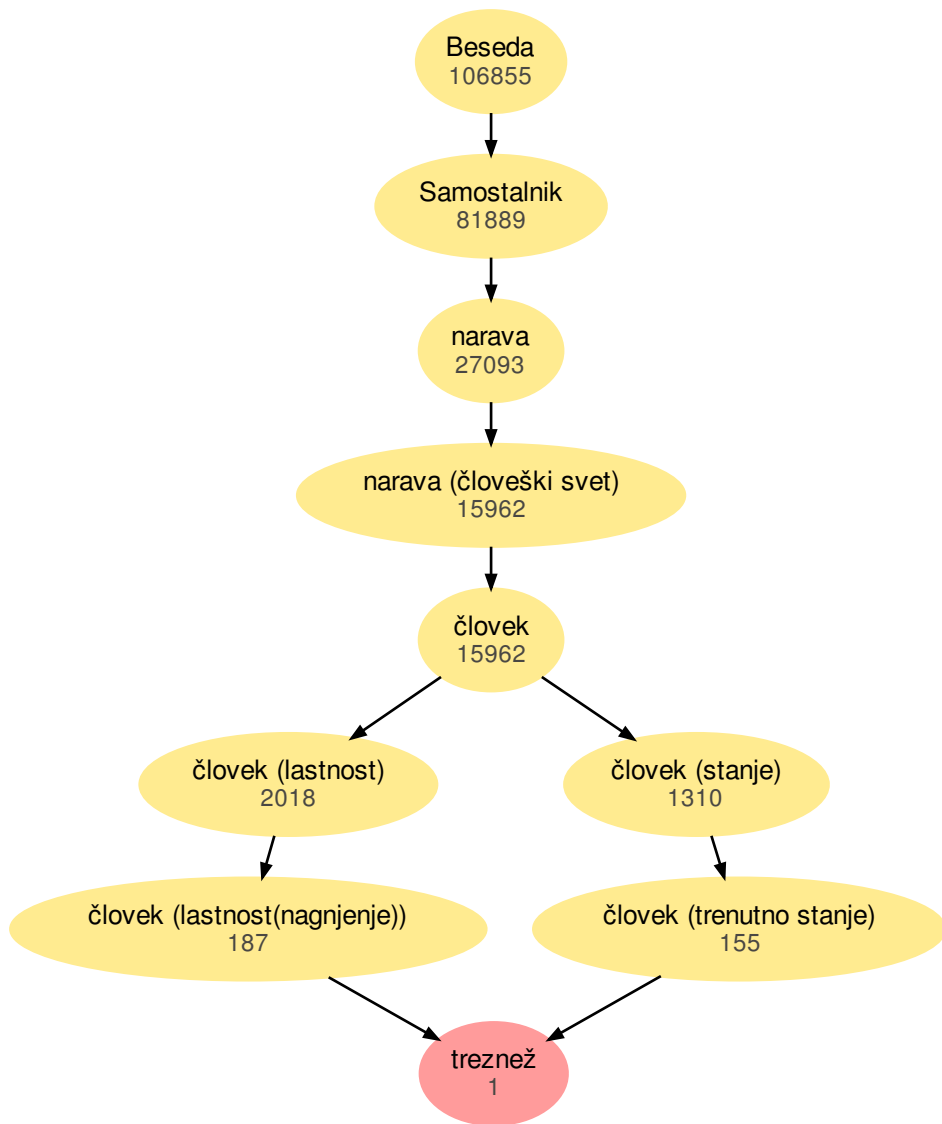 Beseda
106855
Samostalnik
81889
narava
27093
narava (človeški svet)
15962
človek
15962
človek (lastnost)
2018
človek (stanje)
1310
človek (lastnost(nagnjenje))
187
človek (trenutno stanje)
155
treznež
1